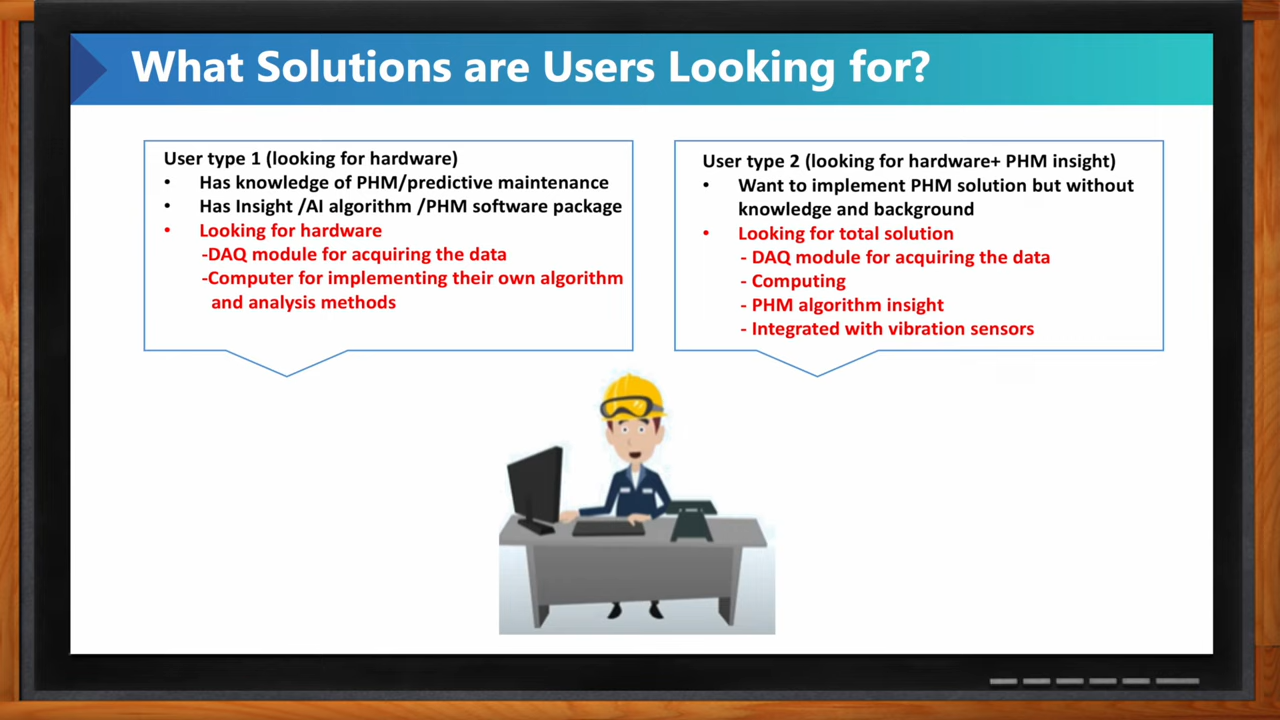 What Solutions are Users Looking for?
User type 1 (looking for hardware)
• Has knowledge of PHM/predictive maintenance
• Has Insight /AI algorithm /PHM software package
• Looking for hardware
-DAQ module for acquiring the data
-Computer for implementing their own algorithm
and analysis methods
User type 2 (looking for hardware+ PHM insight)
• Want to implement PHM solution but without
knowledge and background
• Looking for total solution
- DAQ module for acquiring the data
- Computing
- PHM algorithm insight
- Integrated with vibration sensors